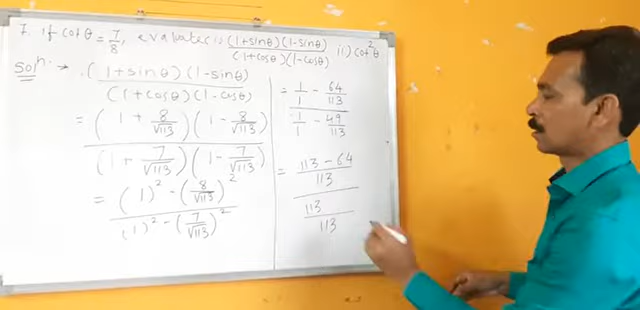 7. if cot θ = 7/8, evaluate i) (1+sinθ)(1-sinθ) / (1+cosθ)(1-cosθ) ii) cot²θ
Solⁿ. → (1+sinθ)(1-sinθ) / (1+cosθ)(1-cosθ)
= (1 + 8/√113)(1 - 8/√113) / (1 + 7/√113)(1 - 7/√113)
= (1)² - (8/√113)² / (1)² - (7/√113)²
= 1/1 - 64/113 / 1/1 - 49/113
= 113 - 64 / 113 / 113 / 113